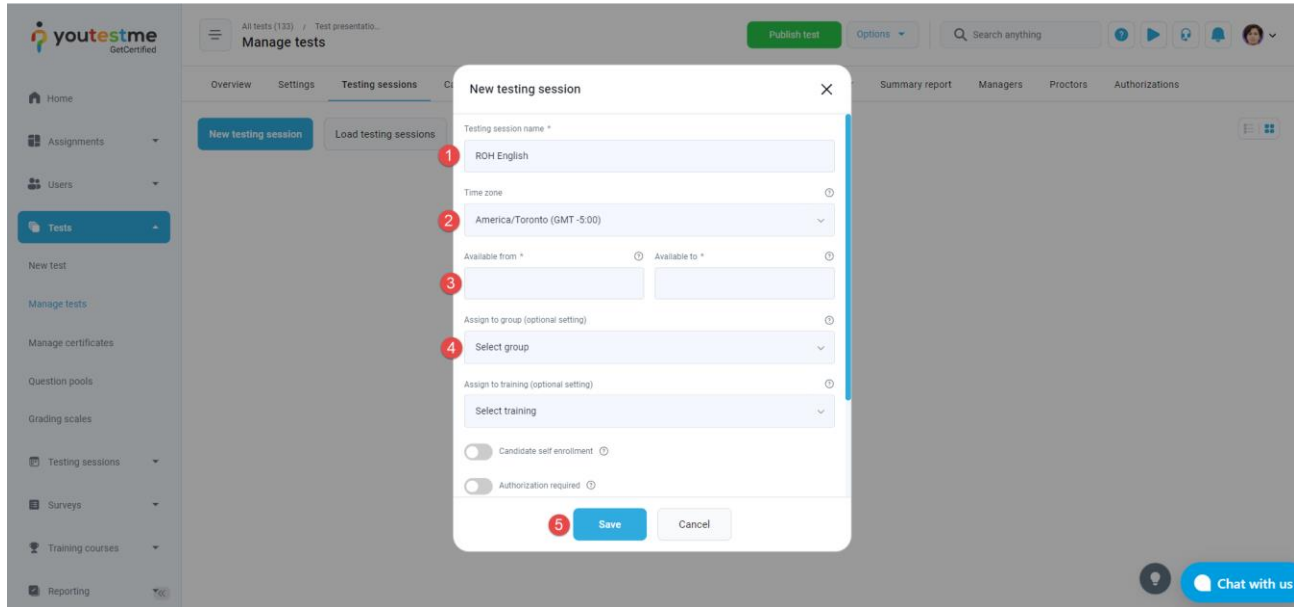 youtestme
GetCertified
All tests (133) / Test presentatio...
Manage tests
Publish test
Options
Search anything
Home
Assignments
Users
Tests
New test
Manage tests
Manage certificates
Question pools
Grading scales
Testing sessions
Surveys
Training courses
Reporting
Overview Settings Testing sessions Ca
Summary report Managers Proctors Authorizations
New testing session Load testing sessions
New testing session
Testing session name *
1 ROH English
Time zone
2 America/Toronto (GMT -5:00)
Available from * Available to *
3
Assign to group (optional setting)
4 Select group
Assign to training (optional setting)
Select training
Candidate self enrollment
Authorization required
5 Save Cancel
Chat with us